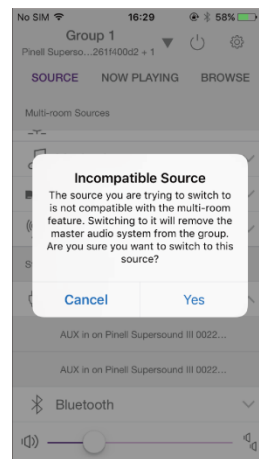 No SIM 16:29 58%
Group 1
Pinell Superso...261f400d2 + 1
SOURCE NOW PLAYING BROWSE
Multi-room Sources
Incompatible Source
The source you are trying to switch to
is not compatible with the multi-room
feature. Switching to it will remove the
master audio system from the group.
Are you sure you want to switch to this
source?
S
Cancel Yes
AUX in on Pinell Supersound III 0022...
AUX in on Pinell Supersound III 0022...
Bluetooth